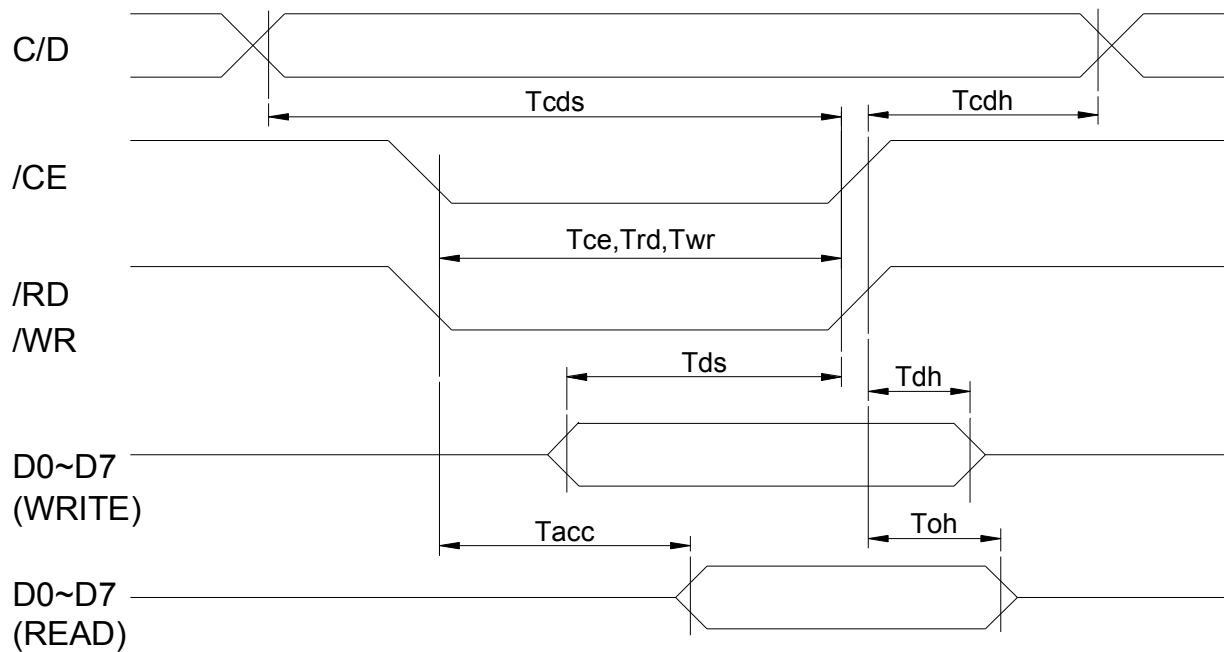 C/D
Tcds
Tcdh
/CE
Tce,Trd,Twr
/RD
/WR
Tds
Tdh
D0~D7
(WRITE)
Tacc
Toh
D0~D7
(READ)